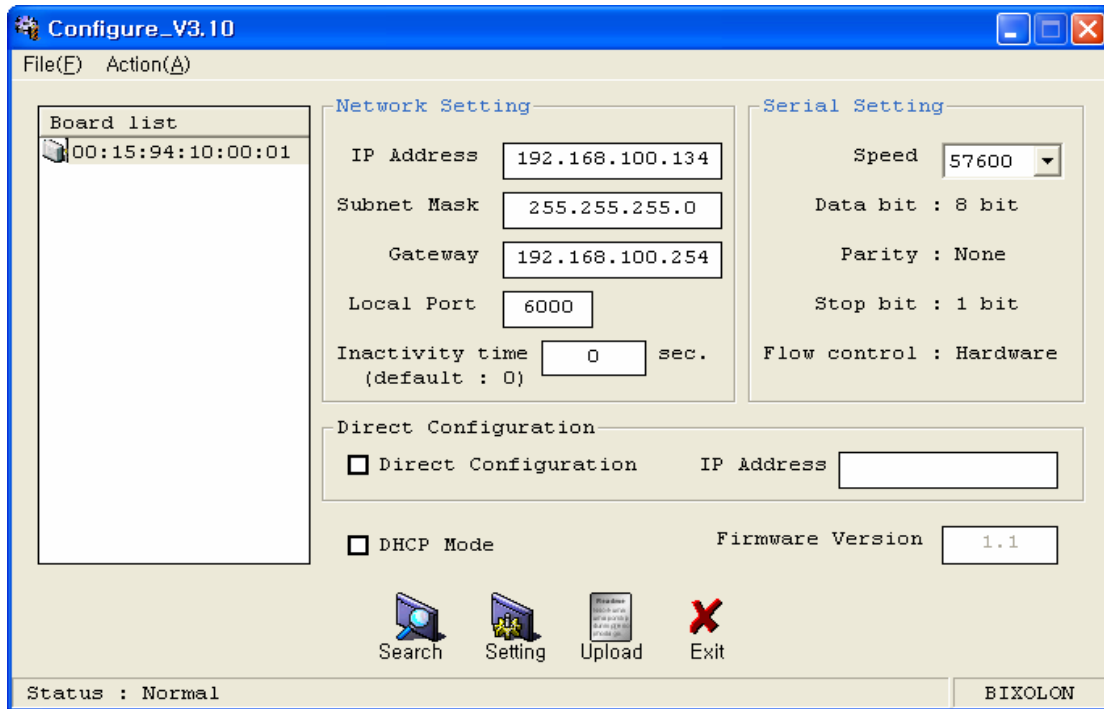 Configure_V3.10
File(F) Action(A)
Board list
00:15:94:10:00:01
Network Setting
IP Address 192.168.100.134
Subnet Mask 255.255.255.0
Gateway 192.168.100.254
Local Port 6000
Inactivity time 0 sec.
(default : 0)
Serial Setting
Speed 57600
Data bit : 8 bit
Parity : None
Stop bit : 1 bit
Flow control : Hardware
Direct Configuration
Direct Configuration IP Address
DHCP Mode Firmware Version 1.1
Readme
Search Setting Upload Exit
Status : Normal BIXOLON